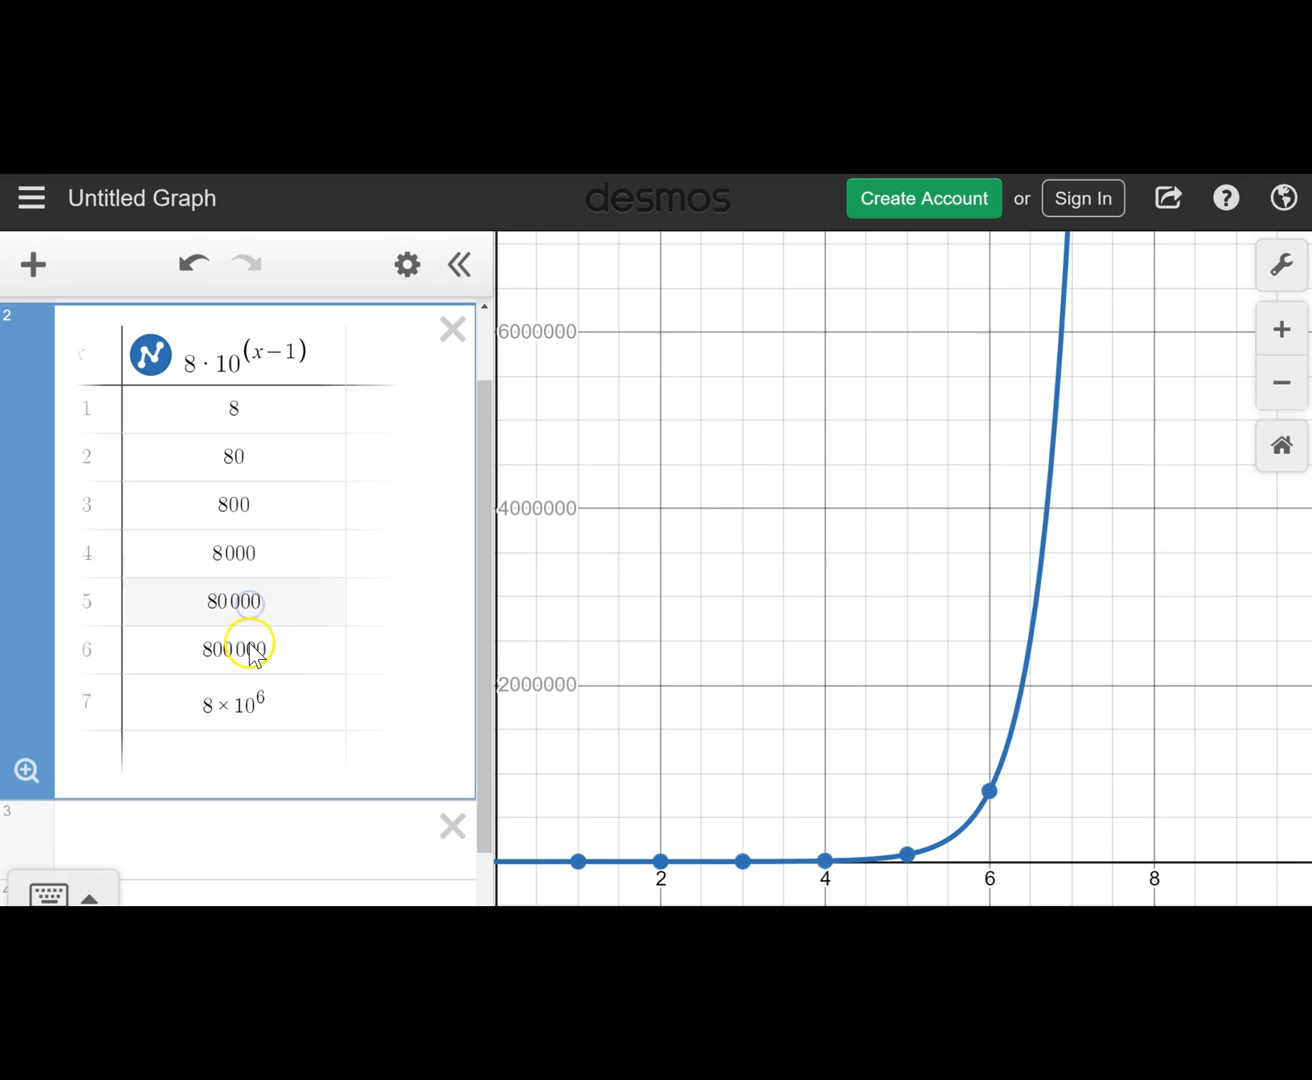 Untitled Graph
desmos
Create Account or Sign In
2
x 8 · 10^(x−1)
1 8
2 80
3 800
4 8000
5 80000
6 800000
7 8 × 10^6
3
4
6000000
4000000
2000000
2 4 6 8